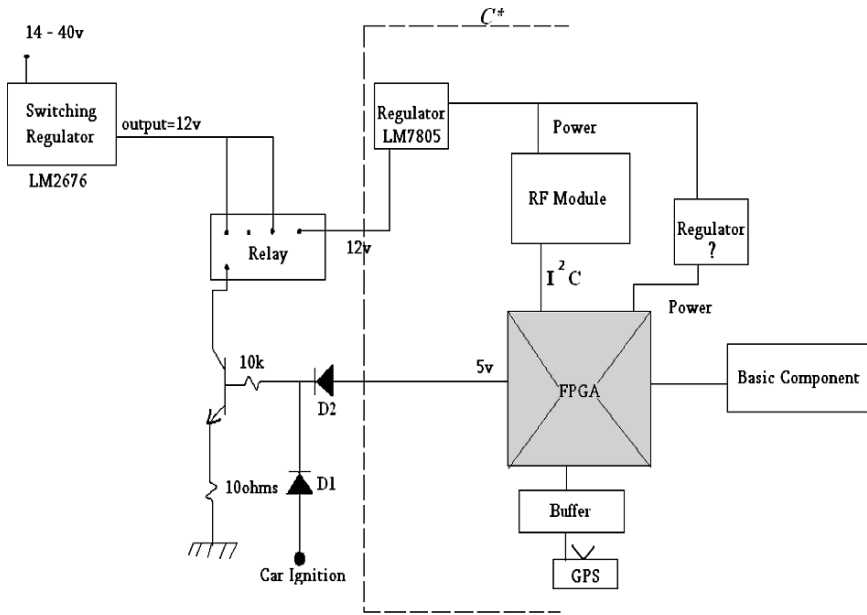 C*
14 - 40v
Switching
Regulator
LM2676
output=12v
Regulator
LM7805
Power
RF Module
Regulator
?
Relay
12v
I²C
Power
10k
D2
5v
FPGA
Basic Component
10ohms
D1
Buffer
GPS
Car Ignition